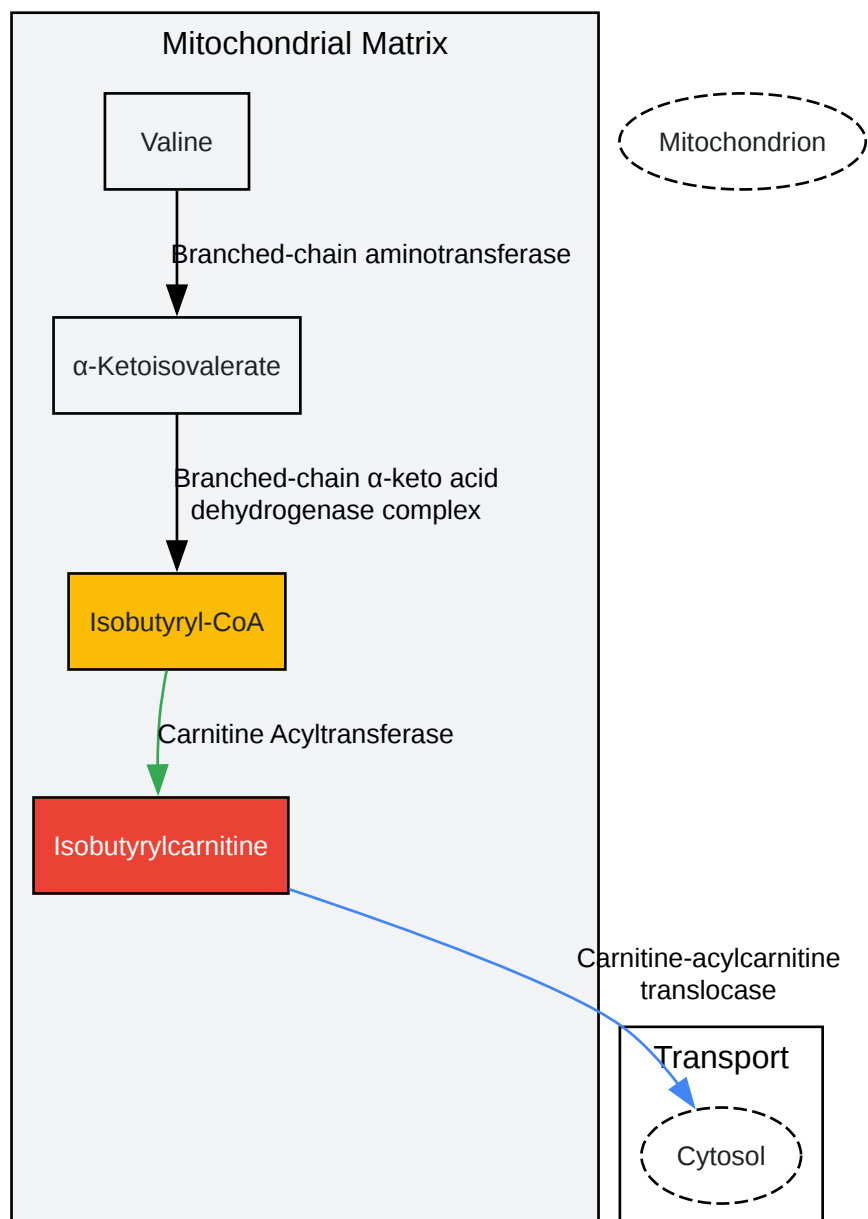 Mitochondrial Matrix
Valine
Mitochondrion
Branched-chain aminotransferase
α-Ketoisovalerate
Branched-chain α-keto acid
dehydrogenase complex
Isobutyryl-CoA
Carnitine Acyltransferase
Isobutyrylcarnitine
Carnitine-acylcarnitine
translocase
Transport
Cytosol